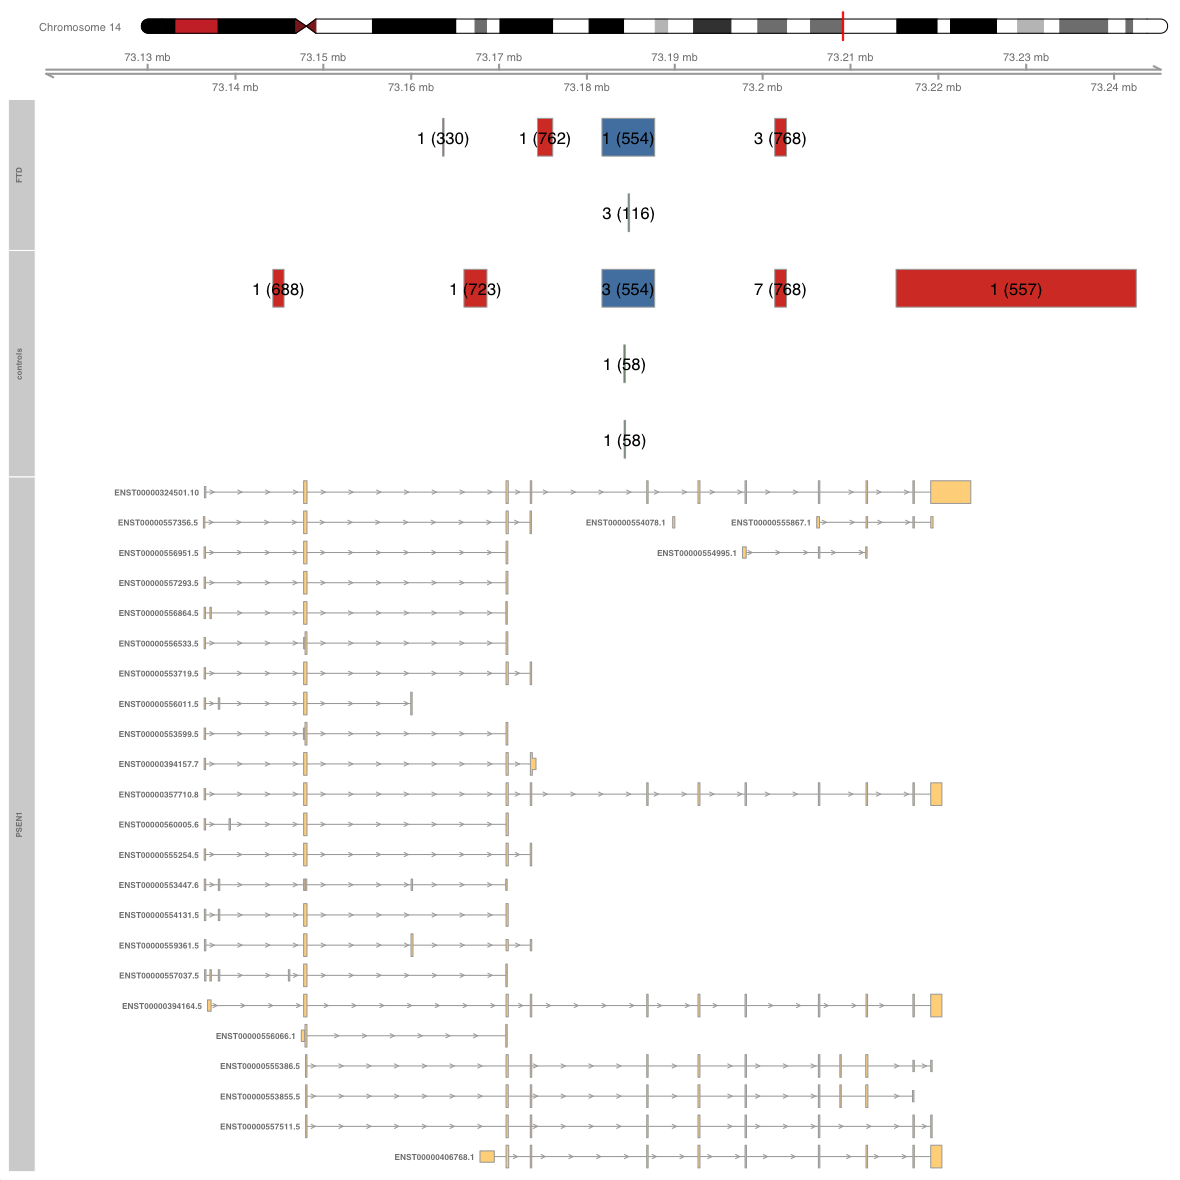 Chromosome 14
73.13 mb 73.15 mb 73.17 mb 73.19 mb 73.21 mb 73.23 mb
73.14 mb 73.16 mb 73.18 mb 73.2 mb 73.22 mb 73.24 mb
FTD
1 (330) 1 (762) 1 (554) 3 (768)
3 (116)
controls
1 (688) 1 (723) 3 (554) 7 (768) 1 (557)
1 (58)
1 (58)
PSEN1
ENST00000324501.10
ENST00000557356.5 ENST00000554078.1 ENST00000555867.1
ENST00000556951.5 ENST00000554995.1
ENST00000557293.5
ENST00000556864.5
ENST00000556533.5
ENST00000553719.5
ENST00000556011.5
ENST00000553599.5
ENST00000394157.7
ENST00000357710.8
ENST00000560005.6
ENST00000555254.5
ENST00000553447.6
ENST00000554131.5
ENST00000559361.5
ENST00000557037.5
ENST00000394164.5
ENST00000556066.1
ENST00000555386.5
ENST00000553855.5
ENST00000557511.5
ENST00000406768.1